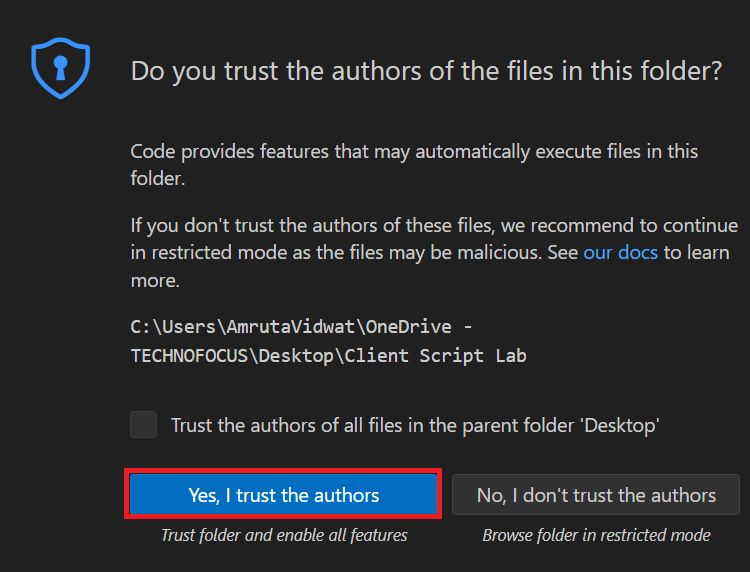 Do you trust the authors of the files in this folder?
Code provides features that may automatically execute files in this
folder.
If you don't trust the authors of these files, we recommend to continue
in restricted mode as the files may be malicious. See our docs to learn
more.
C:\Users\AmrutaVidwat\OneDrive -
TECHNOFOCUS\Desktop\Client Script Lab
Trust the authors of all files in the parent folder 'Desktop'
Yes, I trust the authors
No, I don't trust the authors
Trust folder and enable all features
Browse folder in restricted mode